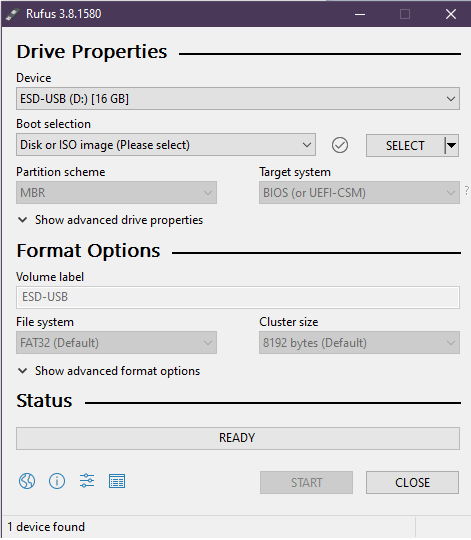 Rufus 3.8.1580
Drive Properties
Device
ESD-USB (D:) [16 GB]
Boot selection
Disk or ISO image (Please select)
SELECT
Partition scheme
Target system
MBR
BIOS (or UEFI-CSM)
?
Show advanced drive properties
Format Options
Volume label
ESD-USB
File system
Cluster size
FAT32 (Default)
8192 bytes (Default)
Show advanced format options
Status
READY
START
CLOSE
1 device found